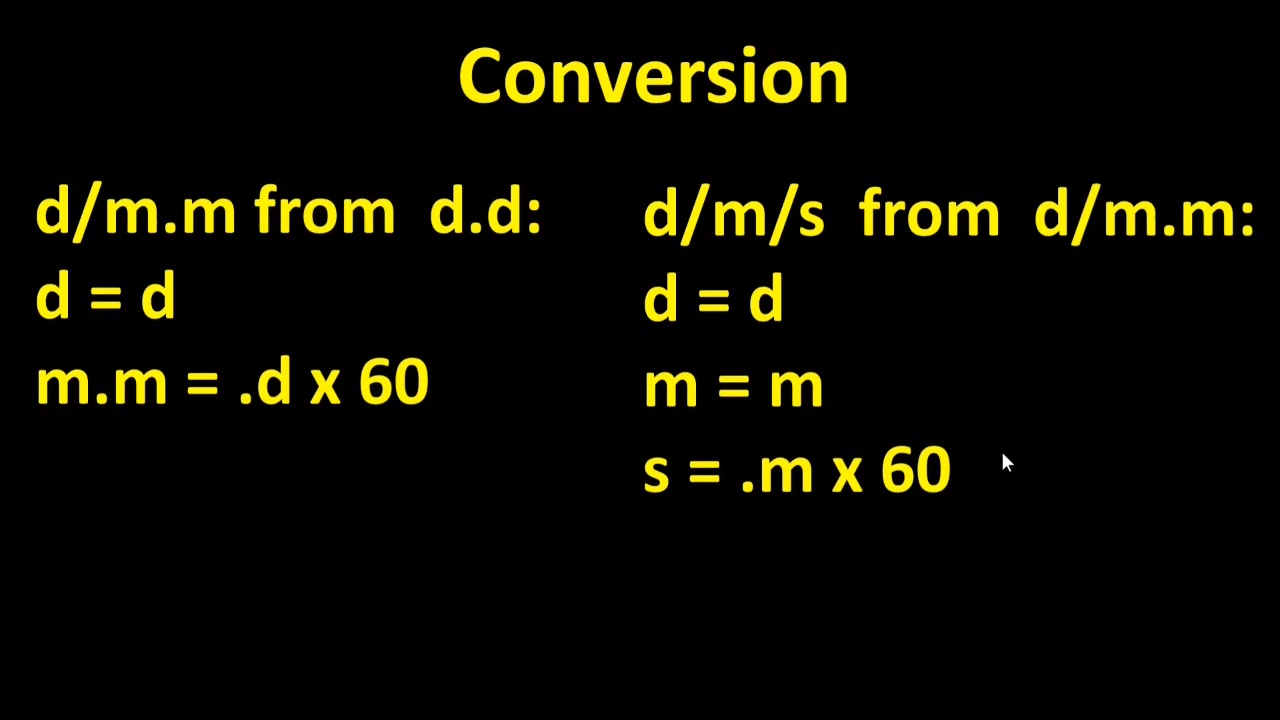 Conversion
d/m.m from d.d:
d = d
m.m = .d x 60
d/m/s from d/m.m:
d = d
m = m
s = .m x 60